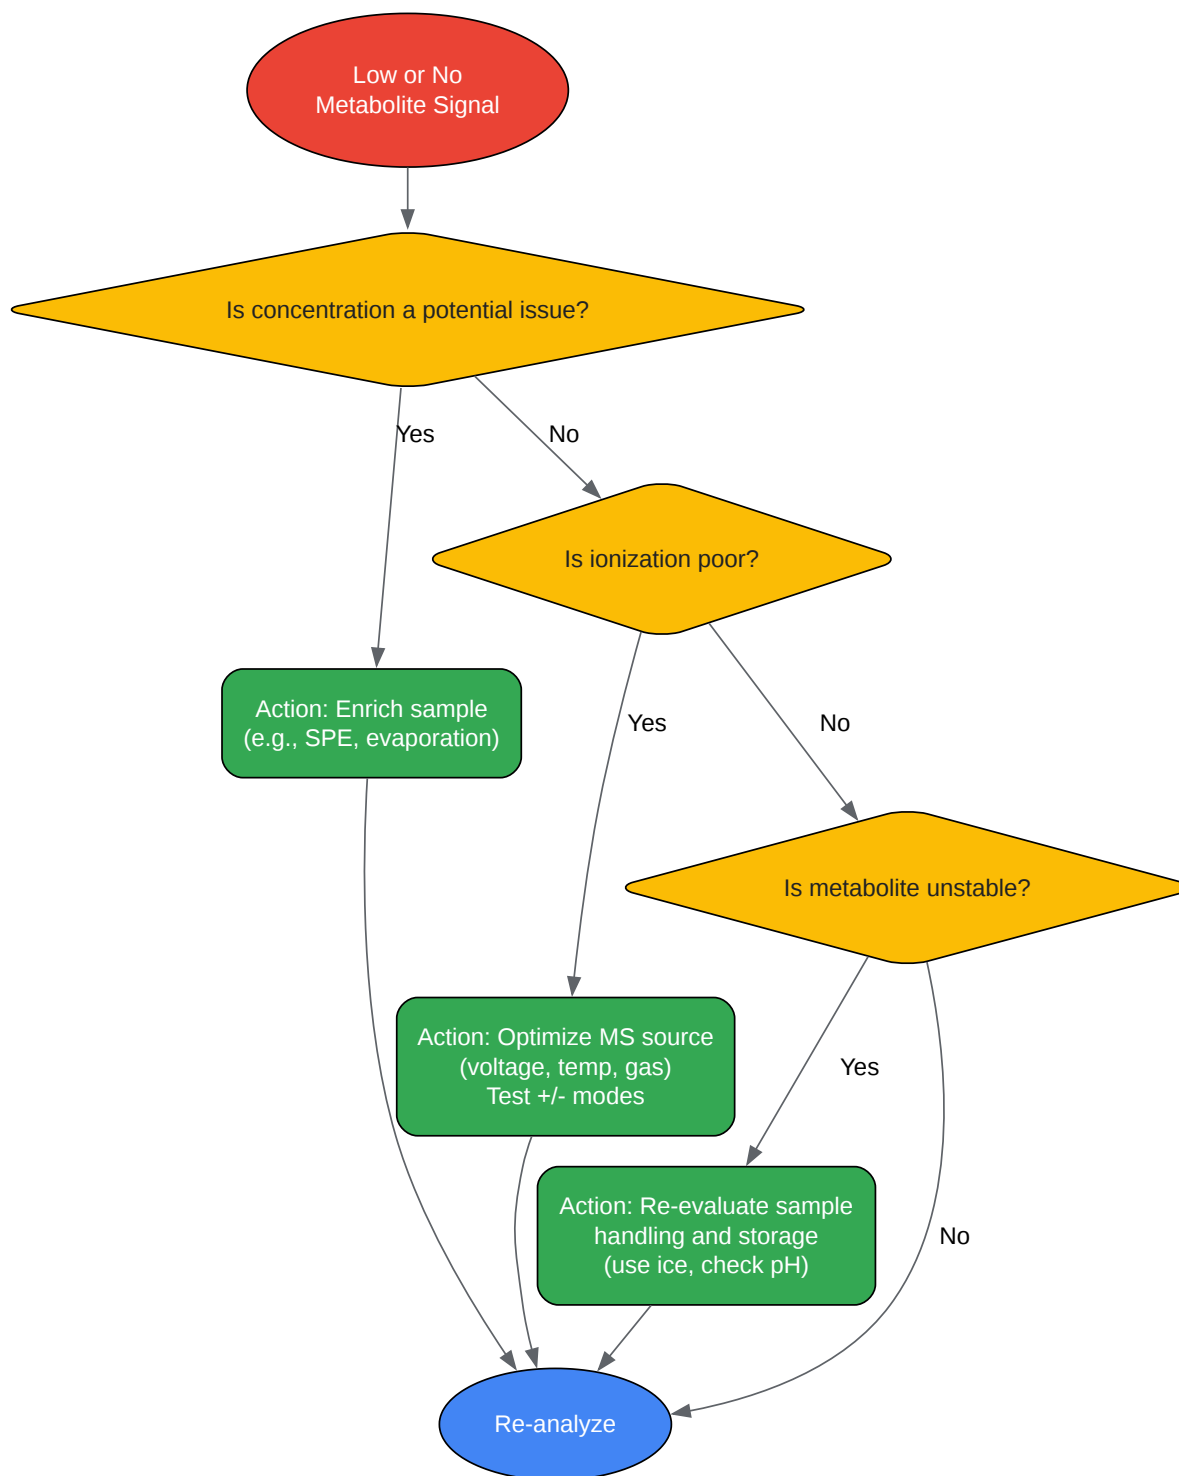 Low or No
Metabolite Signal
Is concentration a potential issue?
Yes
No
Is ionization poor?
Action: Enrich sample
(e.g., SPE, evaporation)
Yes
No
Is metabolite unstable?
Action: Optimize MS source
(voltage, temp, gas)
Test +/- modes
Yes
Action: Re-evaluate sample
handling and storage
(use ice, check pH)
No
Re-analyze